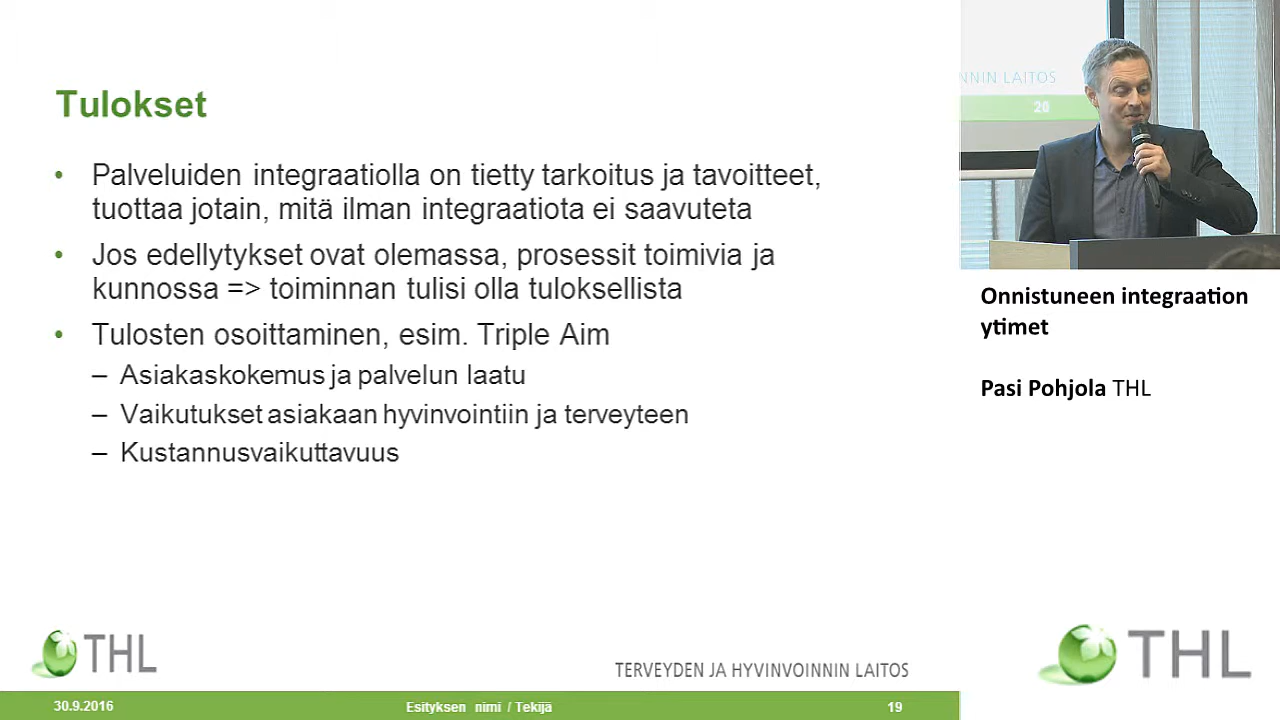 Tulokset
• Palveluiden integraatiolla on tietty tarkoitus ja tavoitteet,
tuottaa jotain, mitä ilman integraatiota ei saavuteta
• Jos edellytykset ovat olemassa, prosessit toimivia ja
kunnossa => toiminnan tulisi olla tuloksellista
• Tulosten osoittaminen, esim. Triple Aim
– Asiakaskokemus ja palvelun laatu
– Vaikutukset asiakaan hyvinvointiin ja terveyteen
– Kustannusvaikuttavuus
THL
TERVEYDEN JA HYVINVOINNIN LAITOS
30.9.2016
Esityksen nimi / Tekijä
19
NNIN LAITOS
20
Onnistuneen integraation
ytimet
Pasi Pohjola THL
THL